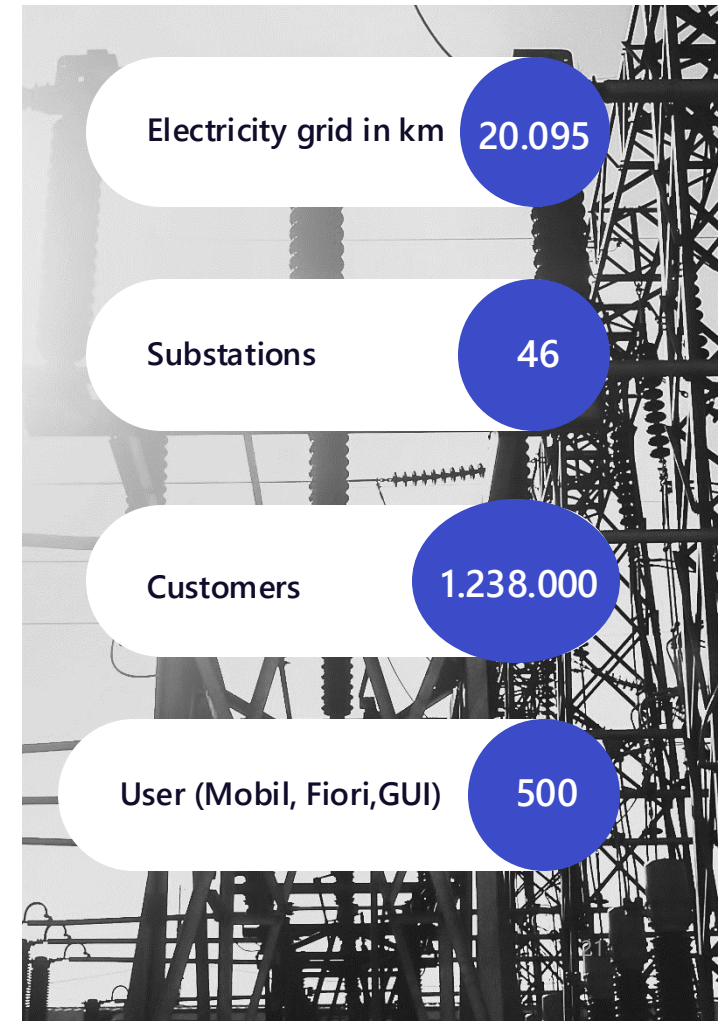 Electricity grid in km 20.095
Substations 46
Customers 1.238.000
User (Mobil, Fiori,GUI) 500